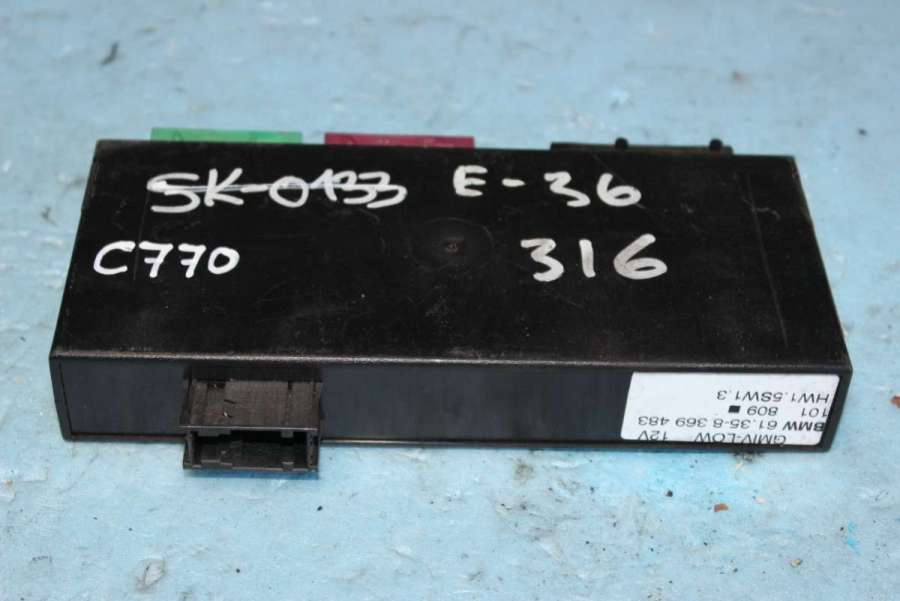 SK-0133 E-36
C770 316
GMIV-LOW 12V
BMW 61.35-8 369 483
101 809
HW1.5SW1.3